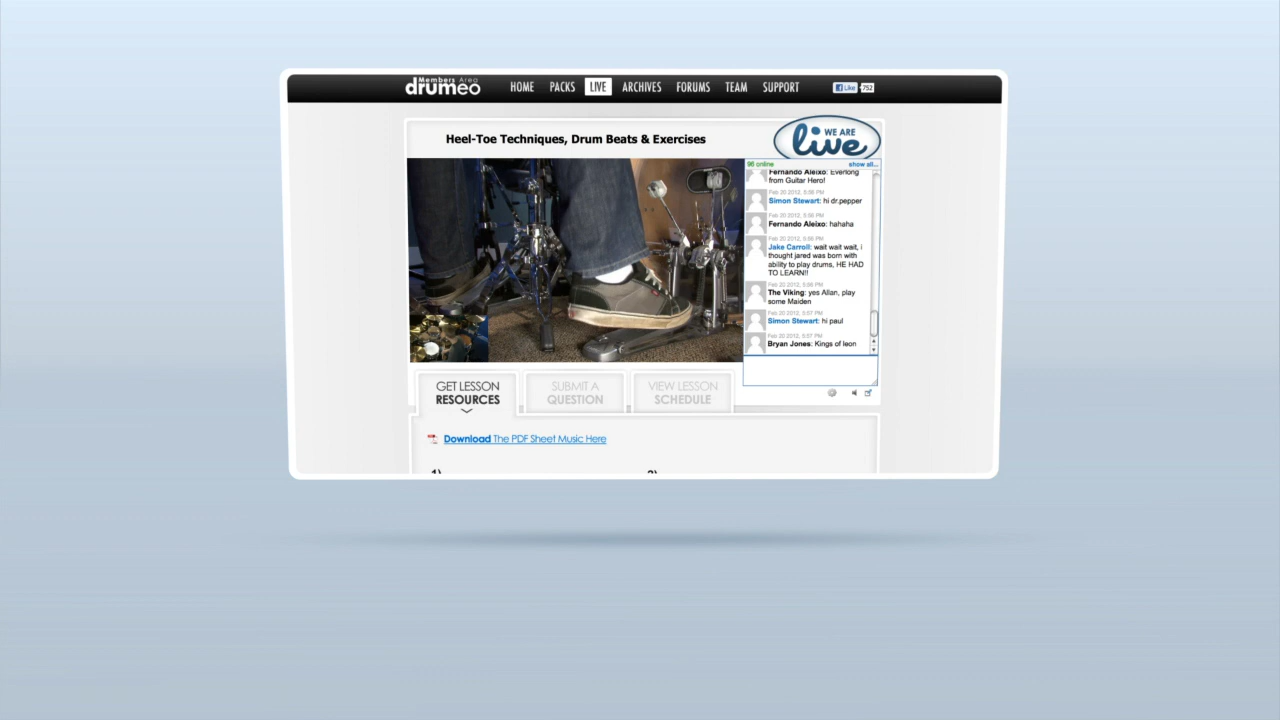 Members Area
drumeo
HOME PACKS LIVE ARCHIVES FORUMS TEAM SUPPORT
Like 752
Heel-Toe Techniques, Drum Beats & Exercises
WE ARE
live
96 online show all...
Fernando Aleixo: Everlong
from Guitar Hero!
Feb 20 2012, 5:56 PM
Simon Stewart: hi dr.pepper
Feb 20 2012, 5:56 PM
Fernando Aleixo: hahaha
Feb 20 2012, 5:56 PM
Jake Carroll: wait wait wait, i
thought jared was born with
ability to play drums, HE HAD
TO LEARN!!
Feb 20 2012, 5:56 PM
The Viking: yes Allan, play
some Maiden
Feb 20 2012, 5:57 PM
Simon Stewart: hi paul
Feb 20 2012, 5:57 PM
Bryan Jones: Kings of leon
GET LESSON
RESOURCES
SUBMIT A
QUESTION
VIEW LESSON
SCHEDULE
Download The PDF Sheet Music Here
1) 2)